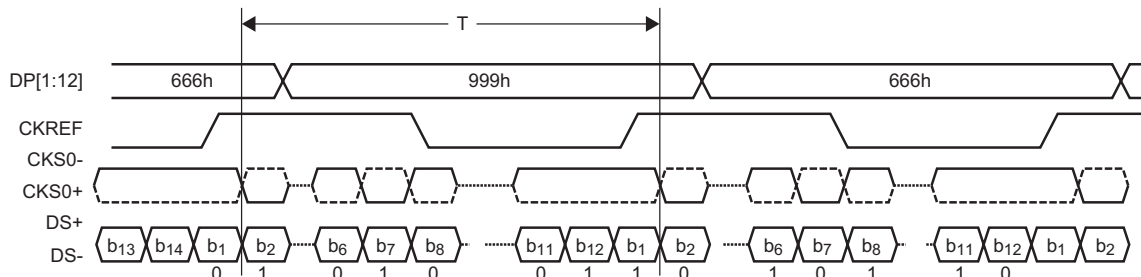 T
DP[1:12] 666h 999h 666h
CKREF
CKS0-
CKS0+
DS+
DS- b13 b14 b1 b2 b6 b7 b8 b11 b12 b1 b2 b6 b7 b8 b11 b12 b1 b2
0 1 0 1 0 0 1 1 0 1 0 1 1 0